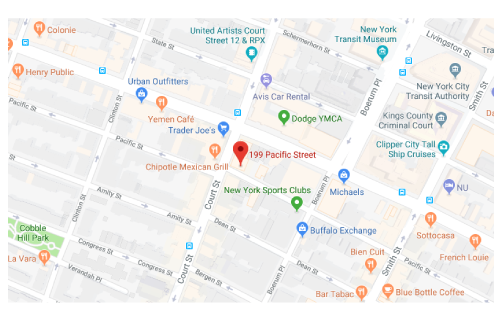 Colonie
United Artists Court
Street 12 & RPX
New York
Transit Museum
Livingston St
Schermerhorn St
State St
Henry Public
Urban Outfitters
Avis Car Rental
Boerum Pl
New York City
Transit Authority
Clinton St
Pacific St
Yemen Café
Dodge YMCA
Kings County
Criminal Court
Trader Joe's
Pacific St
199 Pacific Street
Clipper City Tall
Ship Cruises
Chipotle Mexican Grill
Court St
New York Sports Clubs
Boerum Pl
Michaels
NU
Amity St
Clinton St
Amity St
Dean St
Buffalo Exchange
Smith St
Sottocasa
Cobble
Hill Park
Congress St
La Vara
Verandah Pl
Congress St
Court St
Bergen St
Boerum Pl
Dean St
Bien Cuit
French Louie
Smith St
Bar Tabac
Blue Bottle Coffee